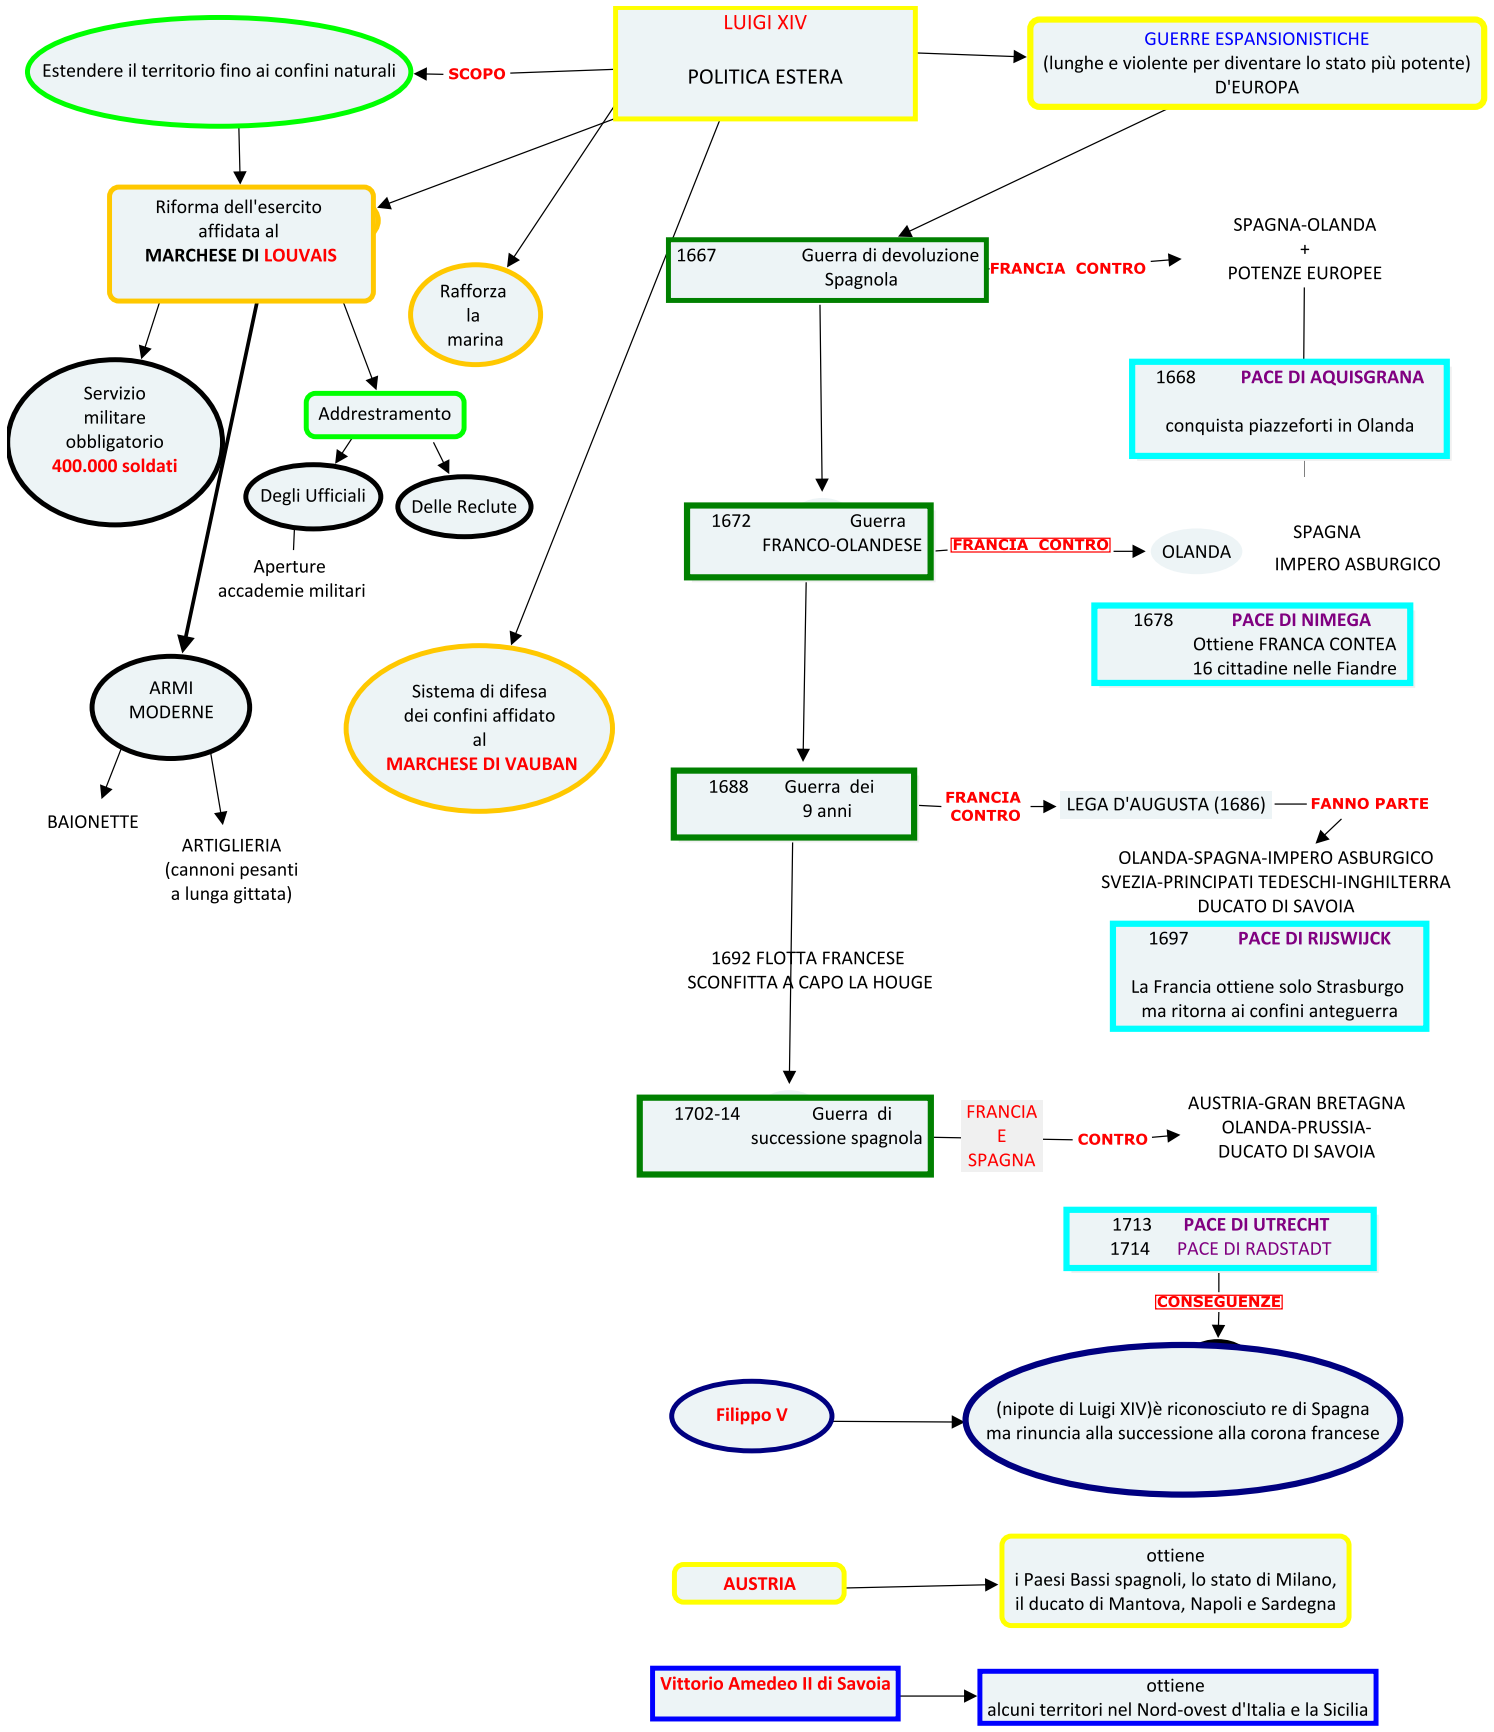 LUIGI XIV
POLITICA ESTERA
GUERRE ESPANSIONISTICHE
(lunghe e violente per diventare lo stato più potente)
D'EUROPA
SCOPO
Estendere il territorio fino ai confini naturali
Riforma dell'esercito
affidata al
MARCHESE DI LOUVAIS
Rafforza
la
marina
Servizio
militare
obbligatorio
400.000 soldati
Addrestramento
Degli Ufficiali
Delle Reclute
Aperture
accademie militari
ARMI
MODERNE
BAIONETTE
ARTIGLIERIA
(cannoni pesanti
a lunga gittata)
Sistema di difesa
dei confini affidato
al
MARCHESE DI VAUBAN
1667 Guerra di devoluzione
Spagnola
FRANCIA CONTRO
SPAGNA-OLANDA
+
POTENZE EUROPEE
1668 PACE DI AQUISGRANA
conquista piazzeforti in Olanda
1672 Guerra
FRANCO-OLANDESE
FRANCIA CONTRO
OLANDA
SPAGNA
IMPERO ASBURGICO
1678 PACE DI NIMEGA
Ottiene FRANCA CONTEA
16 cittadine nelle Fiandre
1688 Guerra dei
9 anni
FRANCIA
CONTRO
LEGA D'AUGUSTA (1686)
FANNO PARTE
OLANDA-SPAGNA-IMPERO ASBURGICO
SVEZIA-PRINCIPATI TEDESCHI-INGHILTERRA
DUCATO DI SAVOIA
1697 PACE DI RIJSWIJCK
La Francia ottiene solo Strasburgo
ma ritorna ai confini anteguerra
1692 FLOTTA FRANCESE
SCONFITTA A CAPO LA HOUGE
1702-14 Guerra di
successione spagnola
FRANCIA
E
SPAGNA
CONTRO
AUSTRIA-GRAN BRETAGNA
OLANDA-PRUSSIA-
DUCATO DI SAVOIA
1713 PACE DI UTRECHT
1714 PACE DI RADSTADT
CONSEGUENZE
Filippo V
(nipote di Luigi XIV)è riconosciuto re di Spagna
ma rinuncia alla successione alla corona francese
AUSTRIA
ottiene
i Paesi Bassi spagnoli, lo stato di Milano,
il ducato di Mantova, Napoli e Sardegna
Vittorio Amedeo II di Savoia
ottiene
alcuni territori nel Nord-ovest d'Italia e la Sicilia